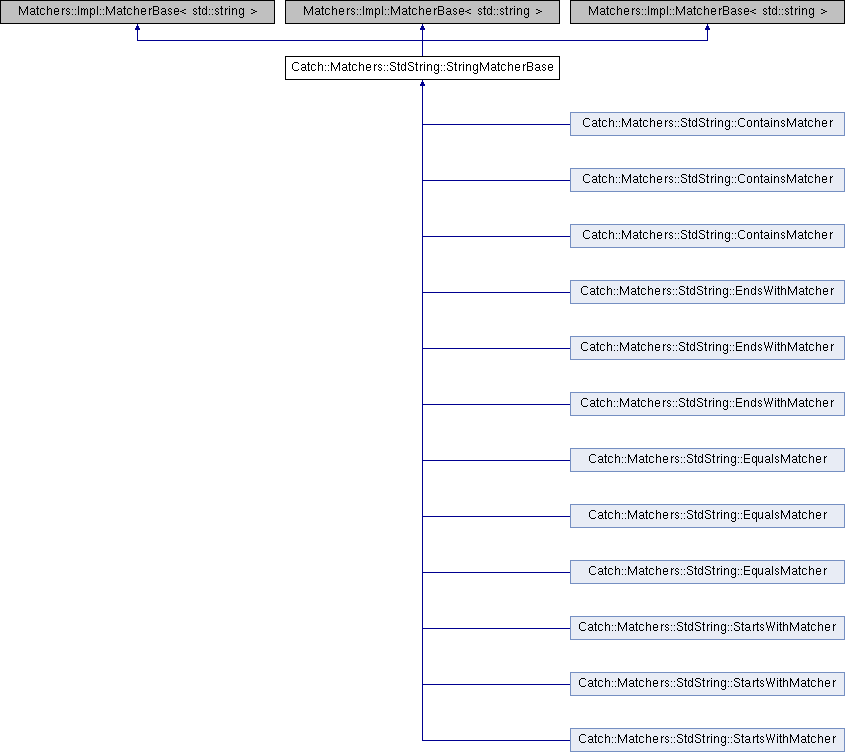 Matchers::Impl::MatcherBase< std::string >
Matchers::Impl::MatcherBase< std::string >
Matchers::Impl::MatcherBase< std::string >
Catch::Matchers::StdString::StringMatcherBase
Catch::Matchers::StdString::ContainsMatcher
Catch::Matchers::StdString::ContainsMatcher
Catch::Matchers::StdString::ContainsMatcher
Catch::Matchers::StdString::EndsWithMatcher
Catch::Matchers::StdString::EndsWithMatcher
Catch::Matchers::StdString::EndsWithMatcher
Catch::Matchers::StdString::EqualsMatcher
Catch::Matchers::StdString::EqualsMatcher
Catch::Matchers::StdString::EqualsMatcher
Catch::Matchers::StdString::StartsWithMatcher
Catch::Matchers::StdString::StartsWithMatcher
Catch::Matchers::StdString::StartsWithMatcher